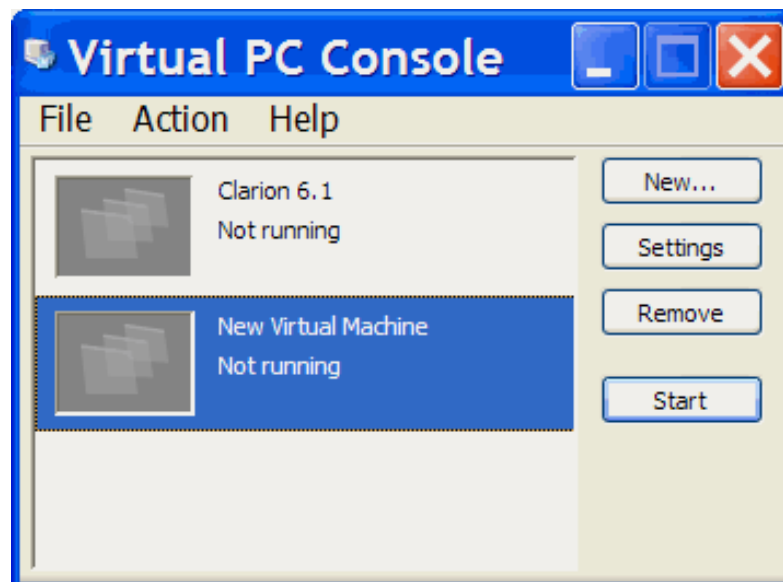 Virtual PC Console
File Action Help
Clarion 6.1
Not running
New Virtual Machine
Not running
New...
Settings
Remove
Start